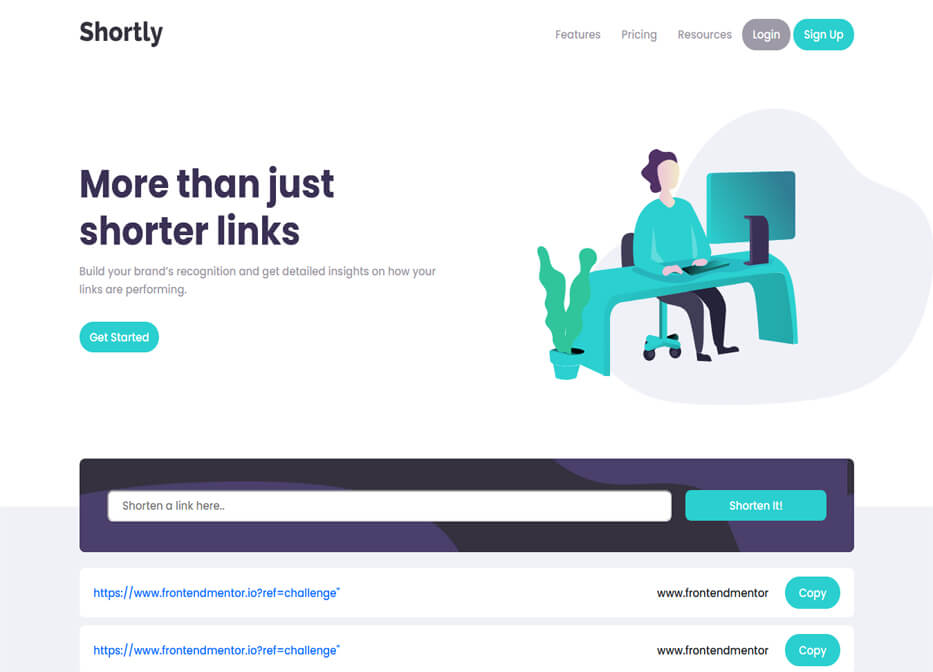 Shortly
Features Pricing Resources Login Sign Up
More than just
shorter links
Build your brand's recognition and get detailed insights on how your
links are performing.
Get Started
Shorten a link here..
Shorten It!
https://www.frontendmentor.io?ref=challenge"
www.frontendmentor
Copy
https://www.frontendmentor.io?ref=challenge"
www.frontendmentor
Copy